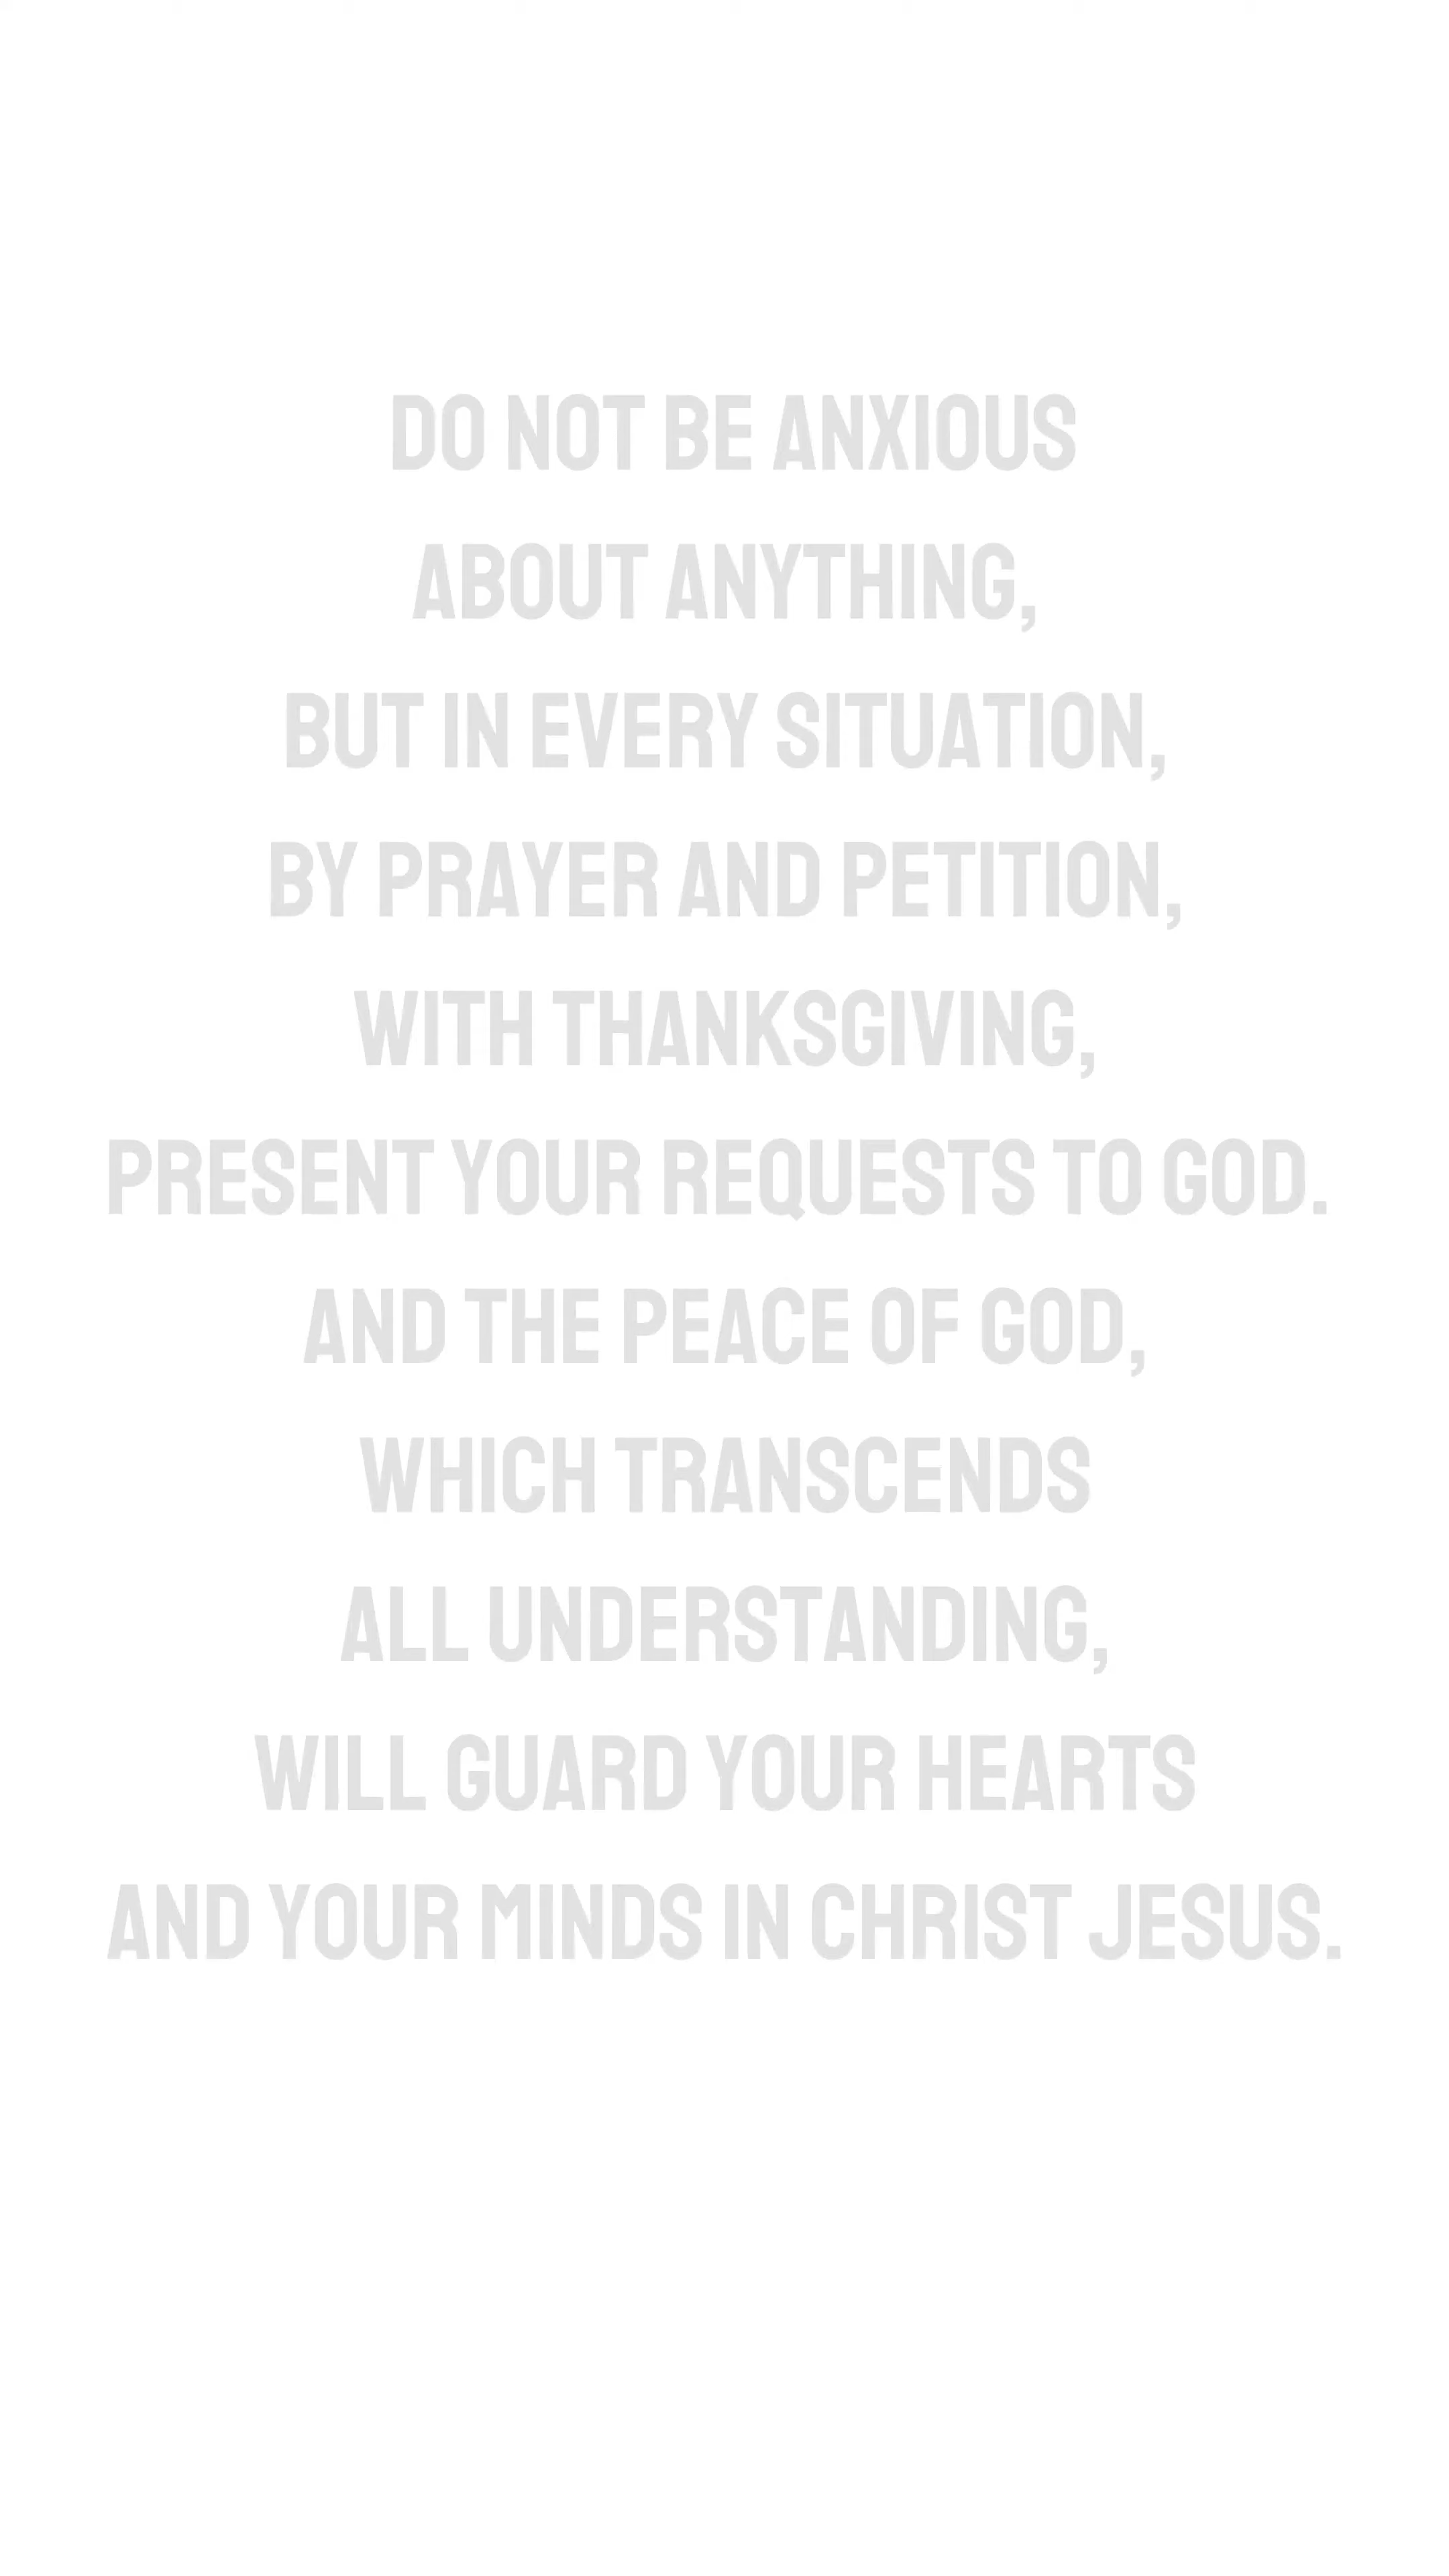 DO NOT BE ANXIOUS
ABOUT ANYTHING,
BUT IN EVERY SITUATION,
BY PRAYER AND PETITION,
WITH THANKSGIVING,
PRESENT YOUR REQUESTS TO GOD.
AND THE PEACE OF GOD,
WHICH TRANSCENDS
ALL UNDERSTANDING,
WILL GUARD YOUR HEARTS
AND YOUR MINDS IN CHRIST JESUS.